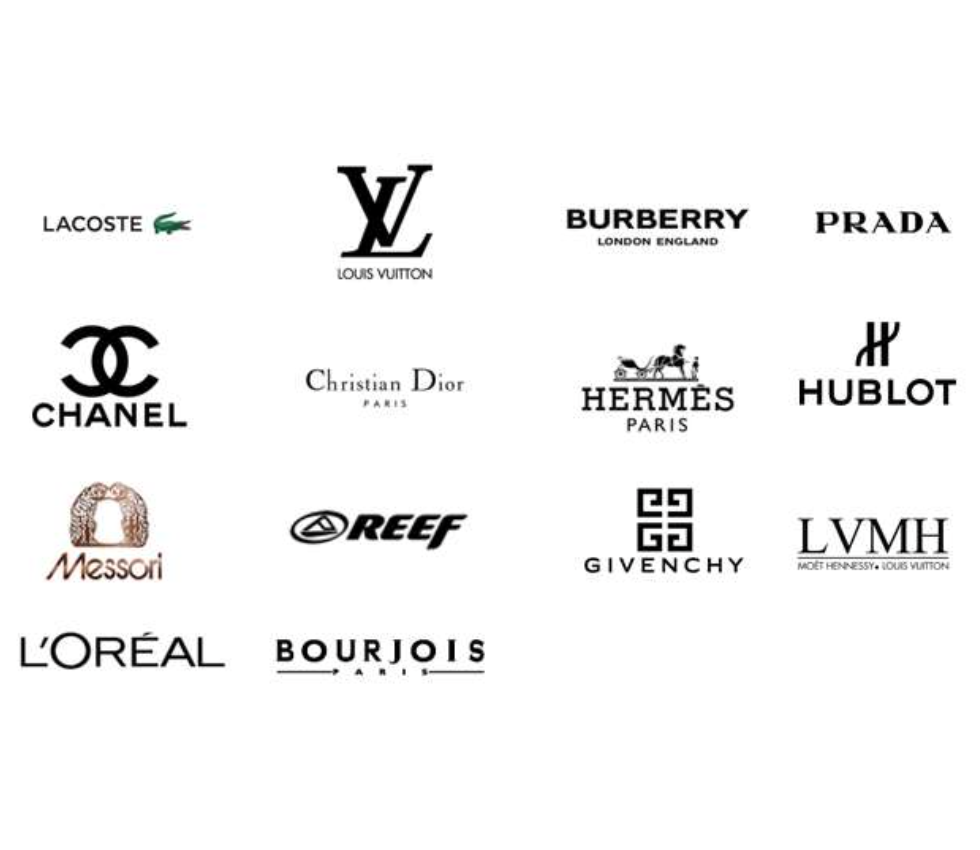 LACOSTE
LV
LOUIS VUITTON
BURBERRY
LONDON ENGLAND
PRADA
CHANEL
Christian Dior
PARIS
HERMÈS
PARIS
H
HUBLOT
Messori
REEF
GIVENCHY
LVMH
MOËT HENNESSY. LOUIS VUITTON
L'ORÉAL
BOURJOIS
PARIS